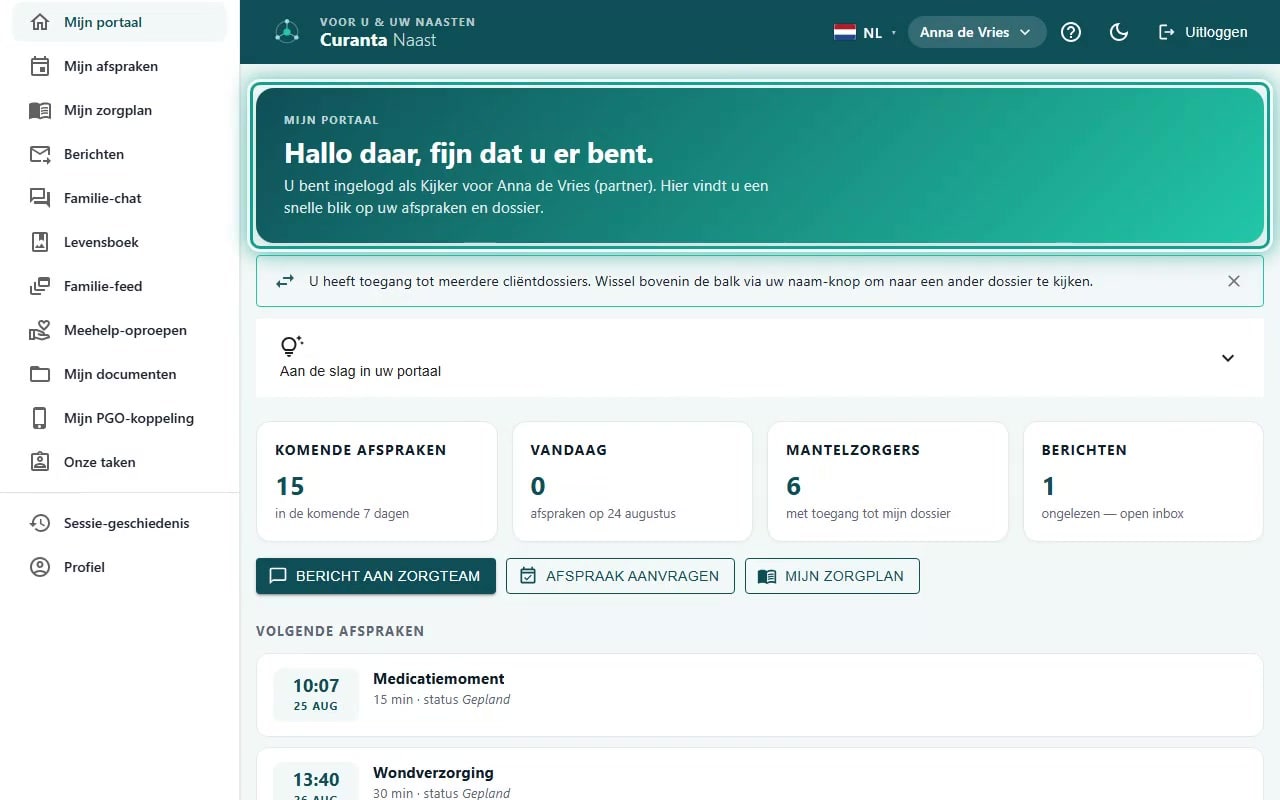 Mijn portaal
Mijn afspraken
Mijn zorgplan
Berichten
Familie-chat
Levensboek
Familie-feed
Meehelp-oproepen
Mijn documenten
Mijn PGO-koppeling
Onze taken
Sessie-geschiedenis
Profiel
VOOR U & UW NAASTEN
Curanta Naast
NL
Anna de Vries
Uitloggen
MIJN PORTAAL
Hallo daar, fijn dat u er bent.
U bent ingelogd als Kijker voor Anna de Vries (partner). Hier vindt u een
snelle blik op uw afspraken en dossier.
U heeft toegang tot meerdere cliëntdossiers. Wissel bovenin de balk via uw naam-knop om naar een ander dossier te kijken.
Aan de slag in uw portaal
KOMENDE AFSPRAKEN
15
in de komende 7 dagen
VANDAAG
0
afspraken op 24 augustus
MANTELZORGERS
6
met toegang tot mijn dossier
BERICHTEN
1
ongelezen — open inbox
BERICHT AAN ZORGTEAM
AFSPRAAK AANVRAGEN
MIJN ZORGPLAN
VOLGENDE AFSPRAKEN
10:07
25 AUG
Medicatiemoment
15 min · status Gepland
13:40
26 AUG
Wondverzorging
30 min · status Gepland